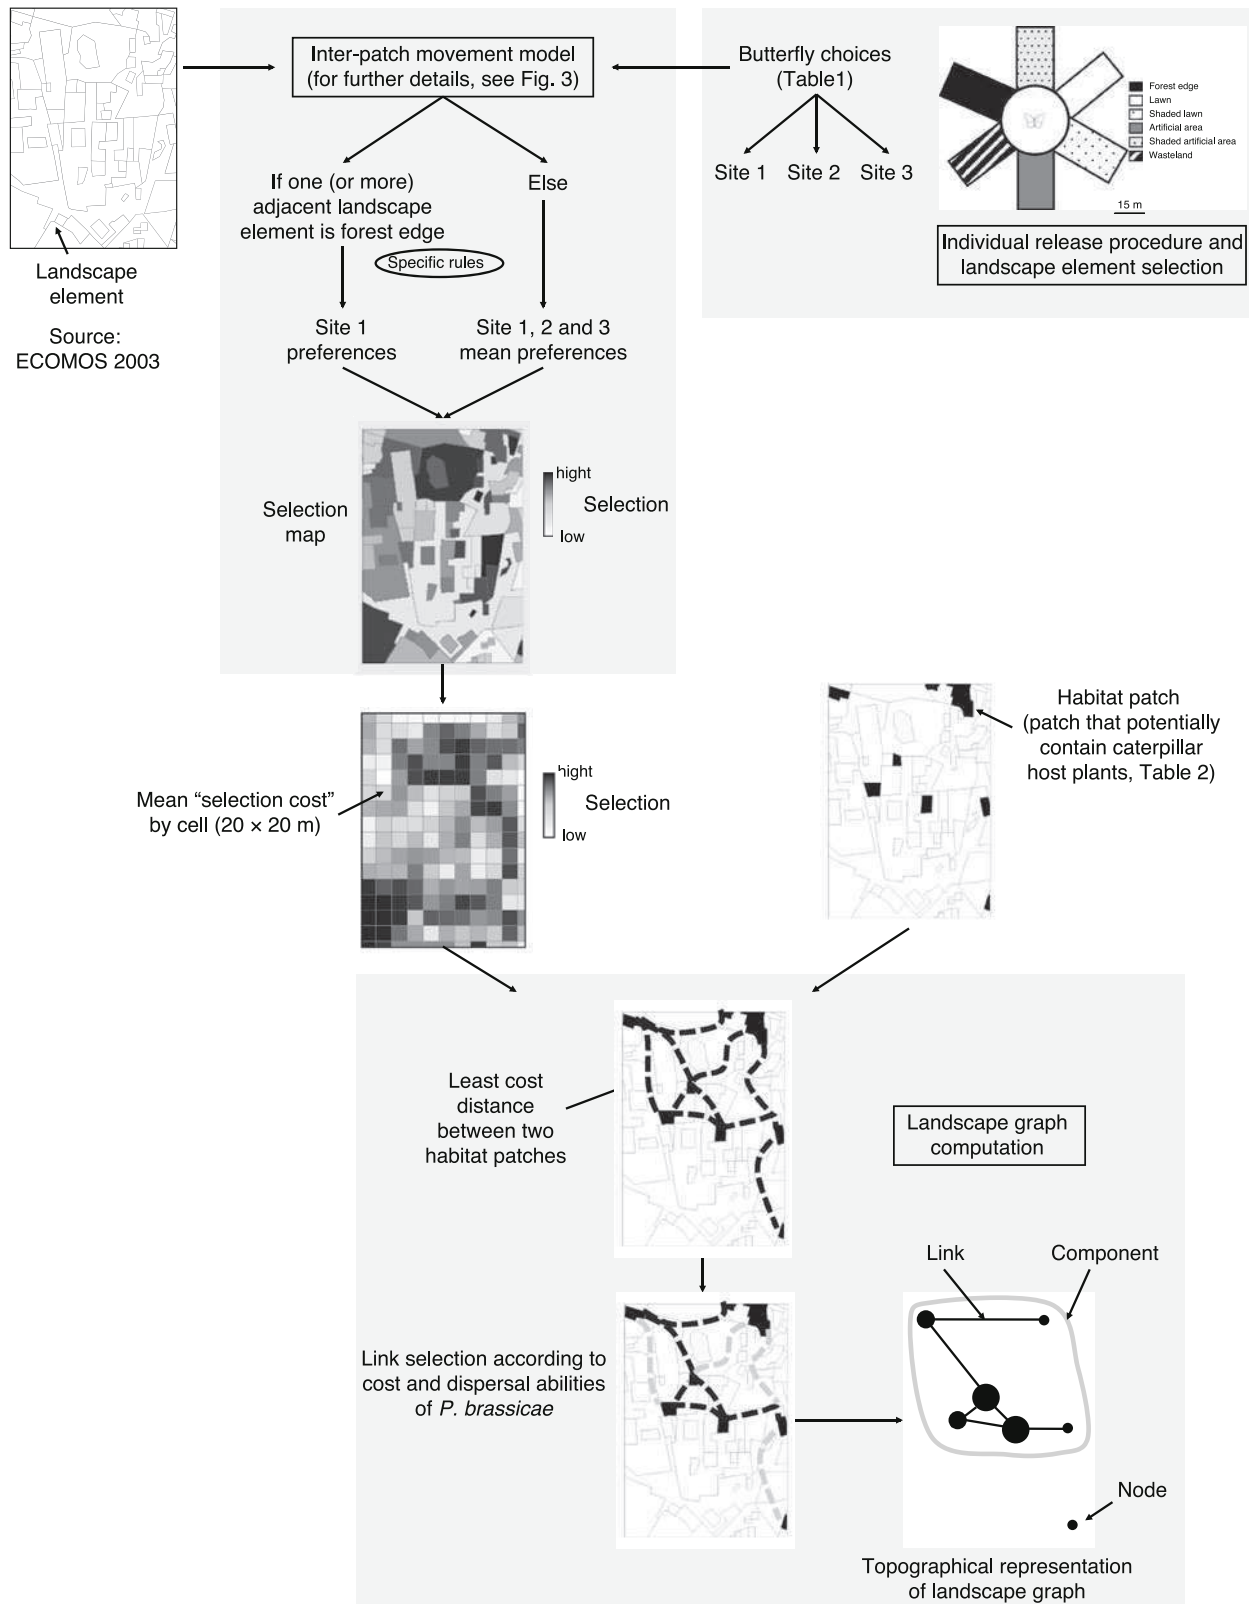 Inter-patch movement model
(for further details, see Fig. 3)
Butterfly choices
(Table1)
Site 1
Site 2
Site 3
Forest edge
Lawn
Shaded lawn
Artificial area
Shaded artificial area
Wasteland
15 m
Individual release procedure and
landscape element selection
Landscape
element
Source:
ECOMOS 2003
If one (or more)
adjacent landscape
element is forest edge
Else
Specific rules
Site 1
preferences
Site 1, 2 and 3
mean preferences
Selection
map
hight
Selection
low
Mean “selection cost”
by cell (20 × 20 m)
hight
Selection
low
Habitat patch
(patch that potentially
contain caterpillar
host plants, Table 2)
Least cost
distance
between two
habitat patches
Landscape graph
computation
Link
Component
Link selection according to
cost and dispersal abilities
of P. brassicae
Node
Topographical representation
of landscape graph